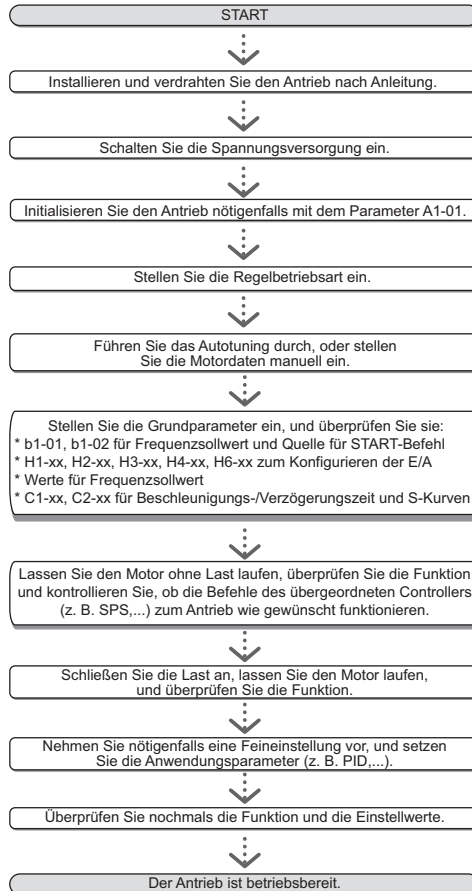 START
Installieren und verdrahten Sie den Antrieb nach Anleitung.
Schalten Sie die Spannungsversorgung ein.
Initialisieren Sie den Antrieb nötigenfalls mit dem Parameter A1-01.
Stellen Sie die Regelbetriebsart ein.
Führen Sie das Autotuning durch, oder stellen
Sie die Motordaten manuell ein.
Stellen Sie die Grundparameter ein, und überprüfen Sie sie:
* b1-01, b1-02 für Frequenzsollwert und Quelle für START-Befehl
* H1-xx, H2-xx, H3-xx, H4-xx, H6-xx zum Konfigurieren der E/A
* Werte für Frequenzsollwert
* C1-xx, C2-xx für Beschleunigungs-/Verzögerungszeit und S-Kurven
Lassen Sie den Motor ohne Last laufen, überprüfen Sie die Funktion
und kontrollieren Sie, ob die Befehle des übergeordneten Controllers
(z. B. SPS,...) zum Antrieb wie gewünscht funktionieren.
Schließen Sie die Last an, lassen Sie den Motor laufen,
und überprüfen Sie die Funktion.
Nehmen Sie nötigenfalls eine Feineinstellung vor, und setzen
Sie die Anwendungsparameter (z. B. PID,...).
Überprüfen Sie nochmals die Funktion und die Einstellwerte.
Der Antrieb ist betriebsbereit.